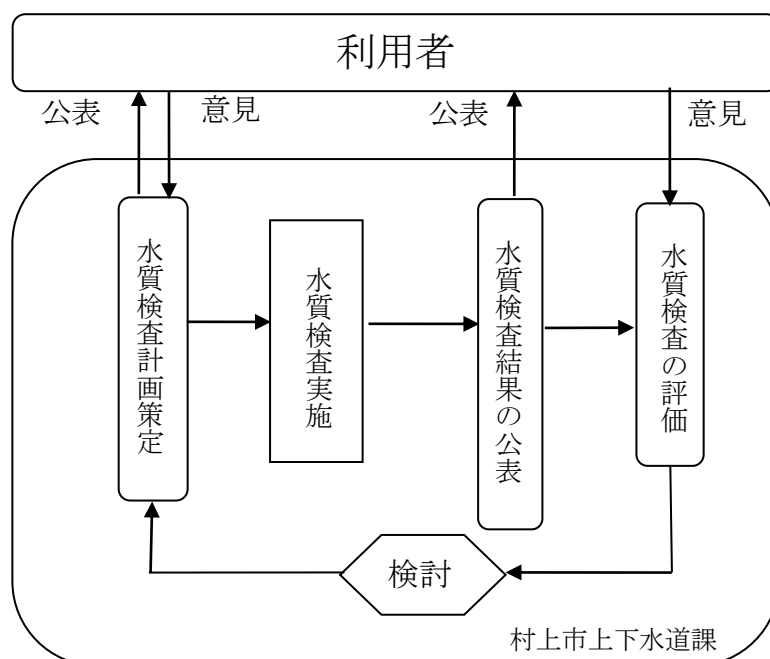 利用者
公表
意見
公表
意見
水質検査計画策定
水質検査実施
水質検査結果の公表
水質検査の評価
検討
村上市上下水道課